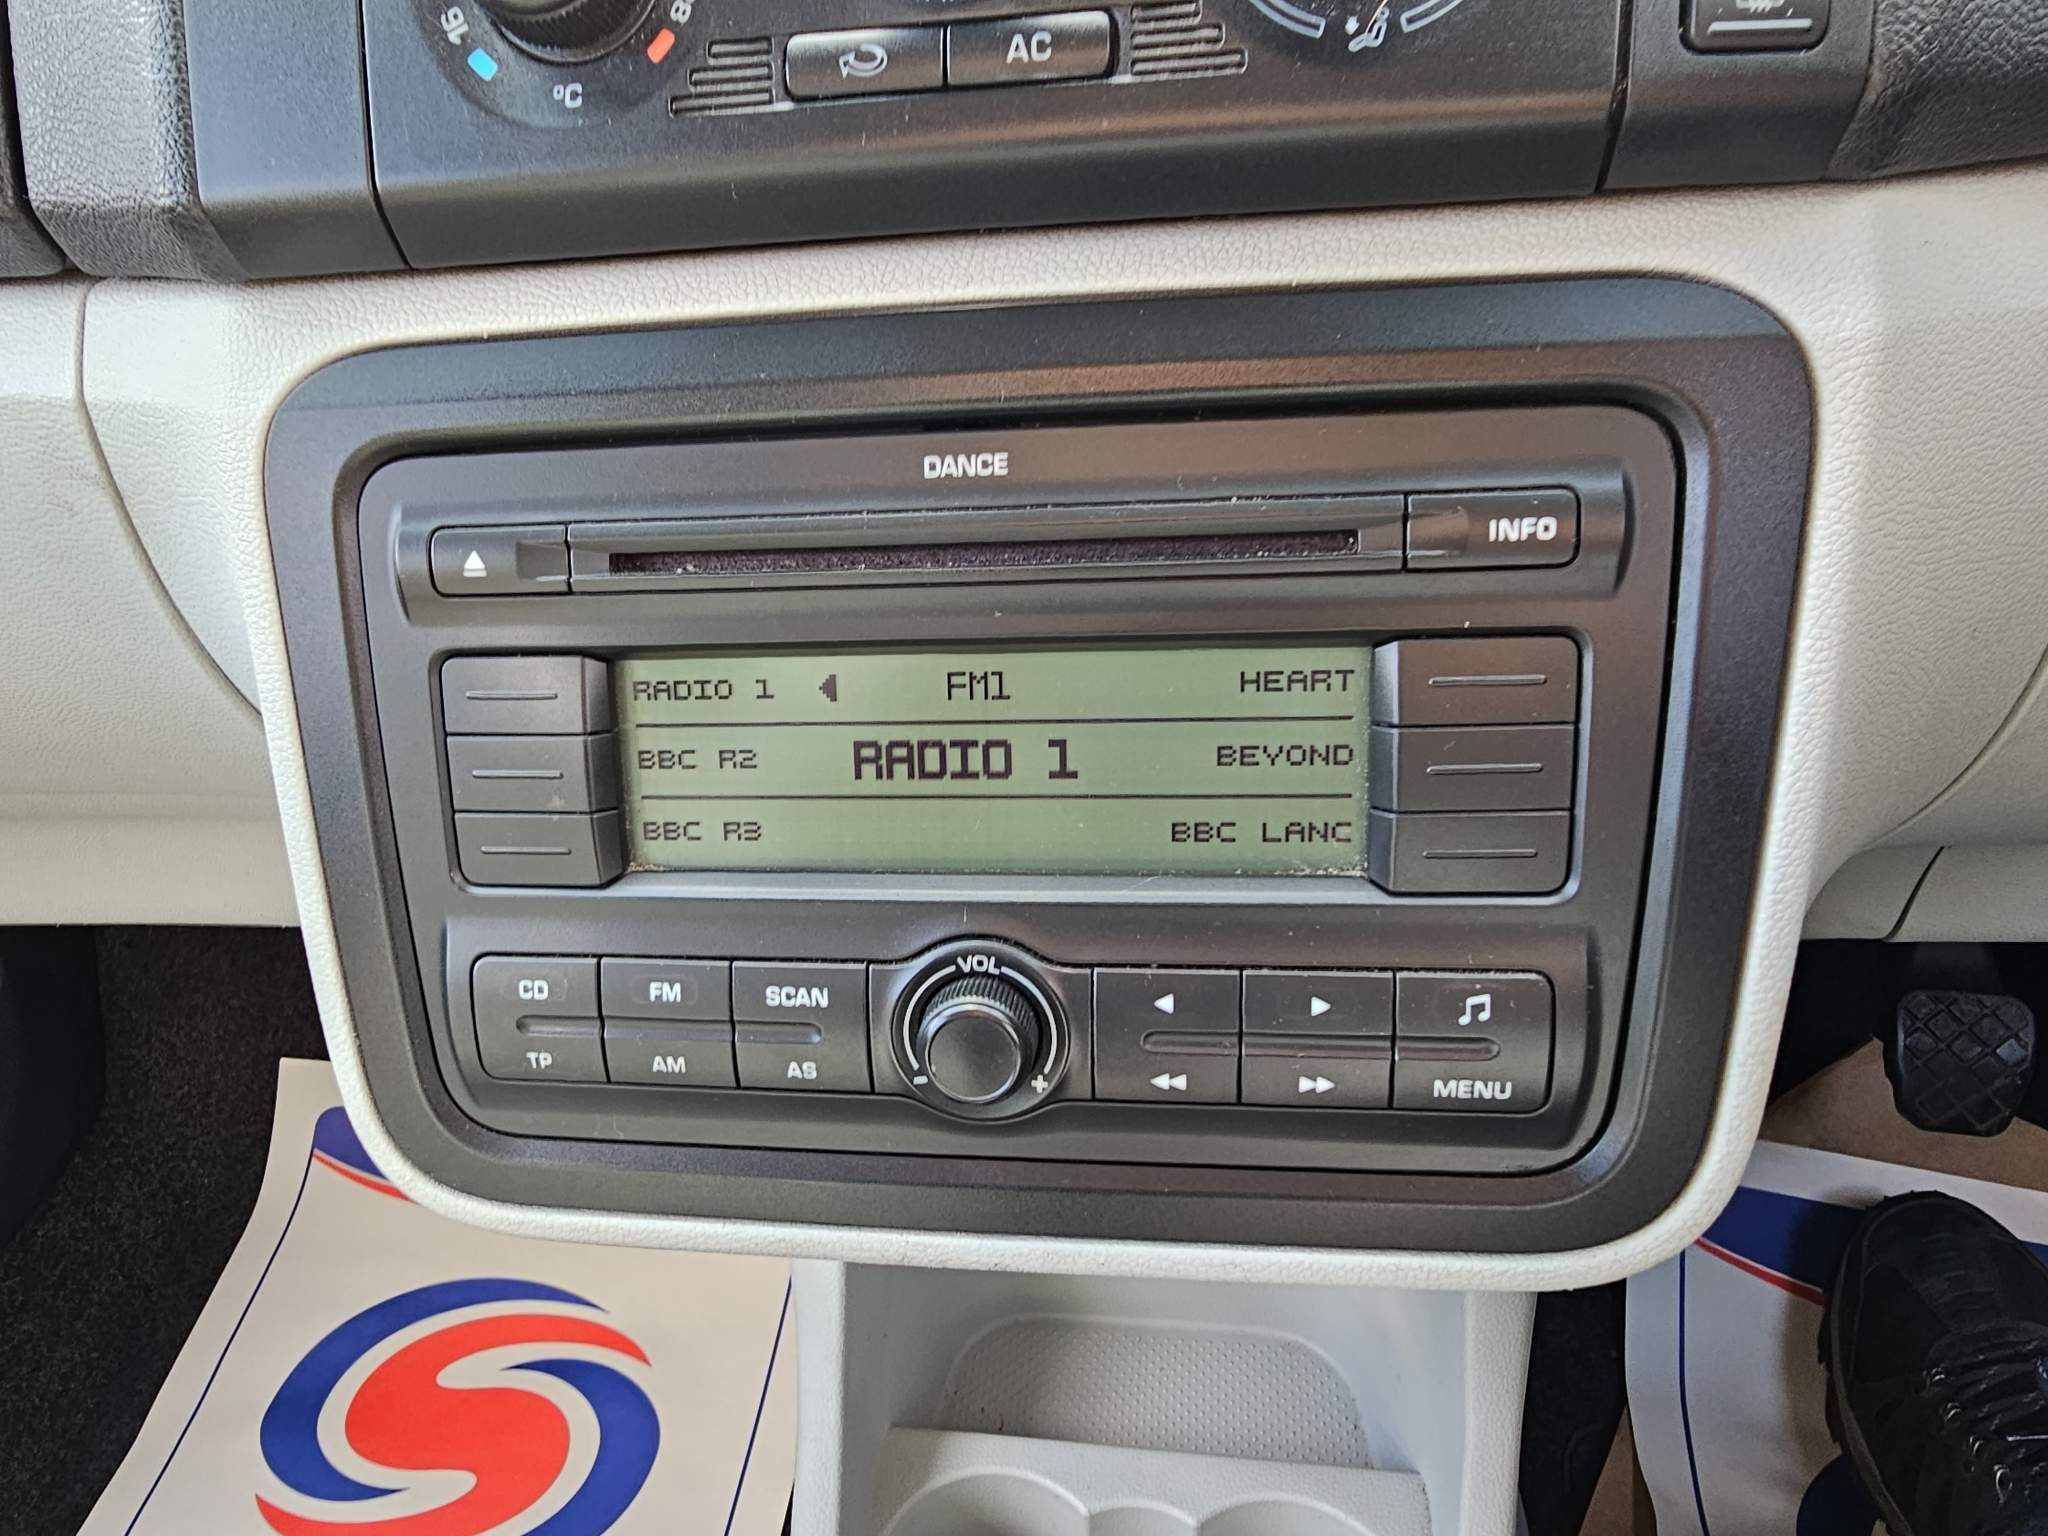 16
°C
AC
DANCE
INFO
RADIO 1 FM1 HEART
BBC R2 RADIO 1 BEYOND
BBC R3 BBC LANC
VOL
CD FM SCAN
TP AM AS
- +
MENU